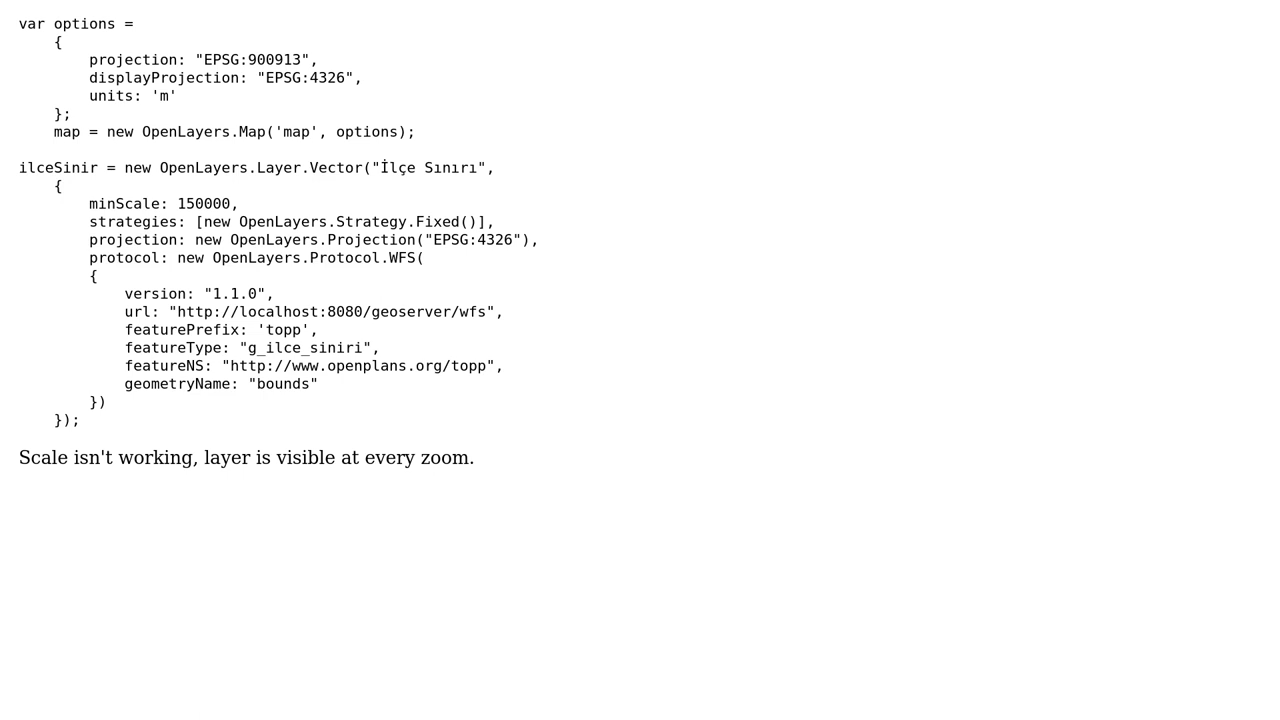 var options =
    {
        projection: "EPSG:900913",
        displayProjection: "EPSG:4326",
        units: 'm'
    };
    map = new OpenLayers.Map('map', options);

ilceSinir = new OpenLayers.Layer.Vector("İlçe Sınırı",
    {
        minScale: 150000,
        strategies: [new OpenLayers.Strategy.Fixed()],
        projection: new OpenLayers.Projection("EPSG:4326"),
        protocol: new OpenLayers.Protocol.WFS(
        {
            version: "1.1.0",
            url: "http://localhost:8080/geoserver/wfs",
            featurePrefix: 'topp',
            featureType: "g_ilce_siniri",
            featureNS: "http://www.openplans.org/topp",
            geometryName: "bounds"
        })
    });

Scale isn't working, layer is visible at every zoom.